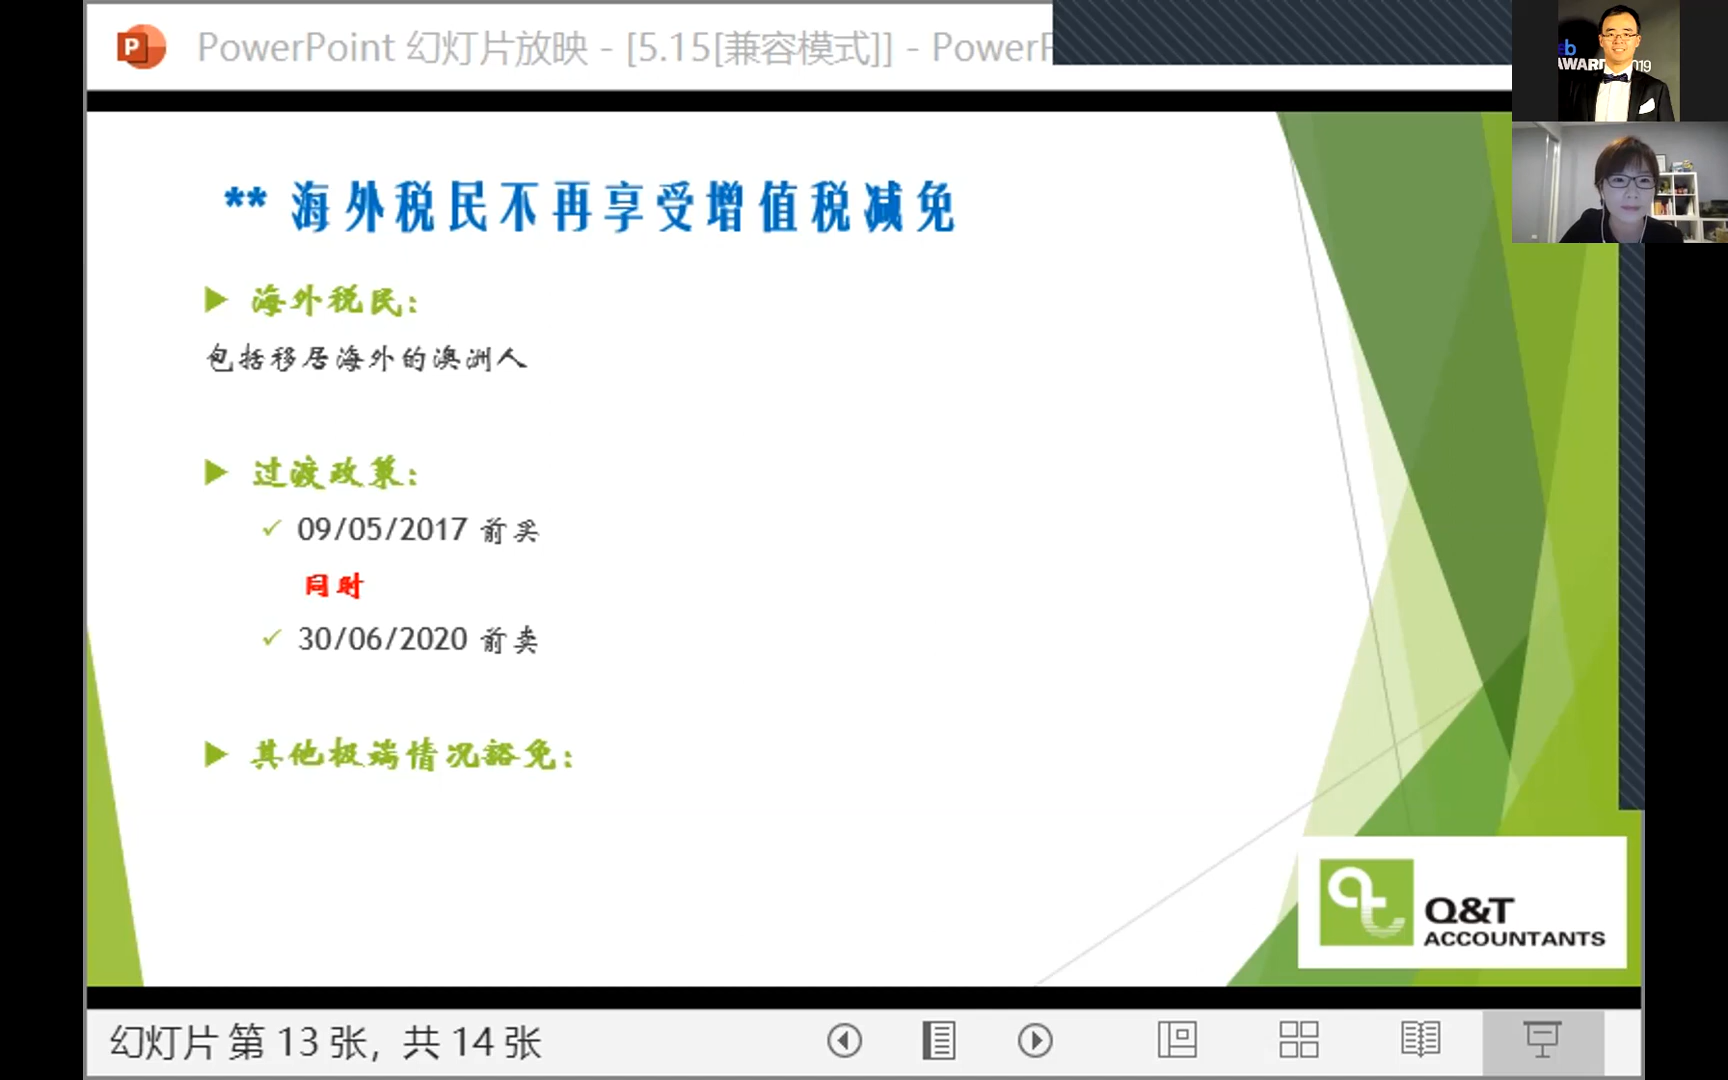 PowerPoint 幻灯片放映 - [5.15[兼容模式]] - PowerP
AWARD 2019
** 海外税民不再享受增值税减免
海外税民：
包括移居海外的澳洲人
过渡政策：
09/05/2017 前买
同时
30/06/2020 前卖
其他极端情况豁免：
Q&T
ACCOUNTANTS
幻灯片 第 13 张，共 14 张